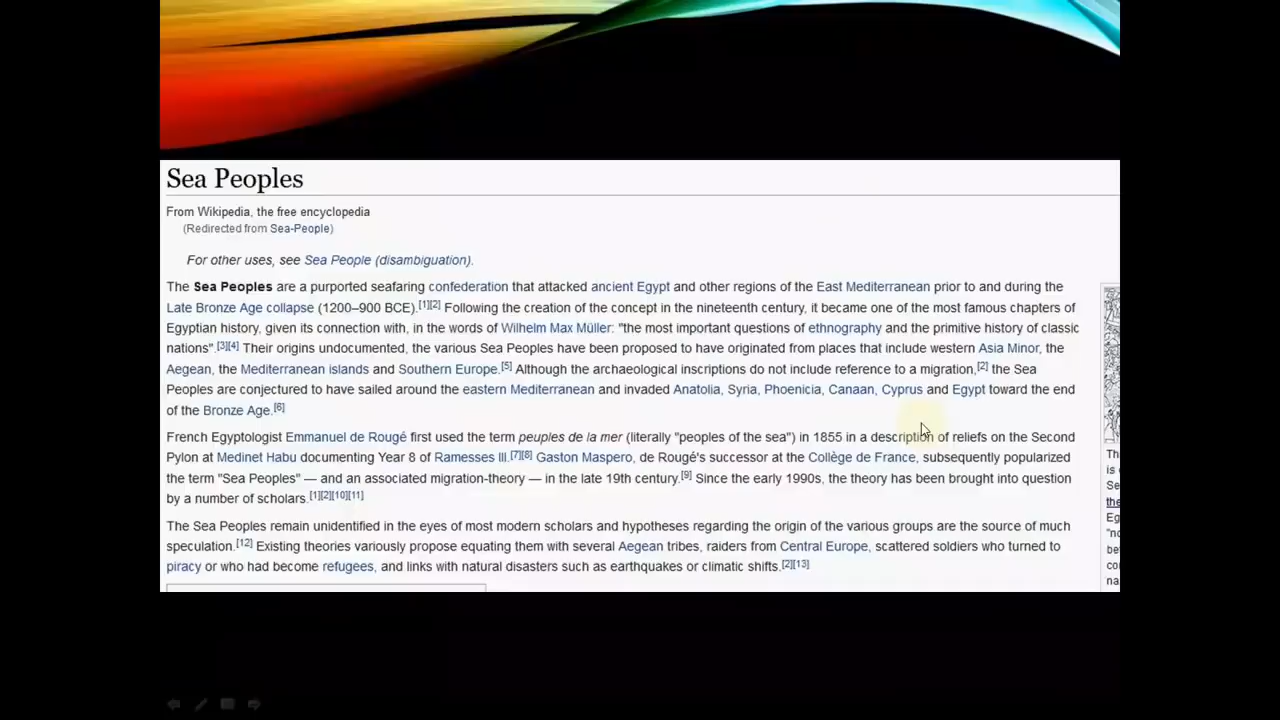 Sea Peoples
From Wikipedia, the free encyclopedia
(Redirected from Sea-People)
For other uses, see Sea People (disambiguation).
The Sea Peoples are a purported seafaring confederation that attacked ancient Egypt and other regions of the East Mediterranean prior to and during the
Late Bronze Age collapse (1200–900 BCE).[1][2] Following the creation of the concept in the nineteenth century, it became one of the most famous chapters of
Egyptian history, given its connection with, in the words of Wilhelm Max Müller: "the most important questions of ethnography and the primitive history of classic
nations".[3][4] Their origins undocumented, the various Sea Peoples have been proposed to have originated from places that include western Asia Minor, the
Aegean, the Mediterranean islands and Southern Europe.[5] Although the archaeological inscriptions do not include reference to a migration,[2] the Sea
Peoples are conjectured to have sailed around the eastern Mediterranean and invaded Anatolia, Syria, Phoenicia, Canaan, Cyprus and Egypt toward the end
of the Bronze Age.[6]
French Egyptologist Emmanuel de Rougé first used the term peuples de la mer (literally "peoples of the sea") in 1855 in a description of reliefs on the Second
Pylon at Medinet Habu documenting Year 8 of Ramesses III.[7][8] Gaston Maspero, de Rougé's successor at the Collège de France, subsequently popularized
the term "Sea Peoples" — and an associated migration-theory — in the late 19th century.[9] Since the early 1990s, the theory has been brought into question
by a number of scholars.[1][2][10][11]
The Sea Peoples remain unidentified in the eyes of most modern scholars and hypotheses regarding the origin of the various groups are the source of much
speculation.[12] Existing theories variously propose equating them with several Aegean tribes, raiders from Central Europe, scattered soldiers who turned to
piracy or who had become refugees, and links with natural disasters such as earthquakes or climatic shifts.[2][13]